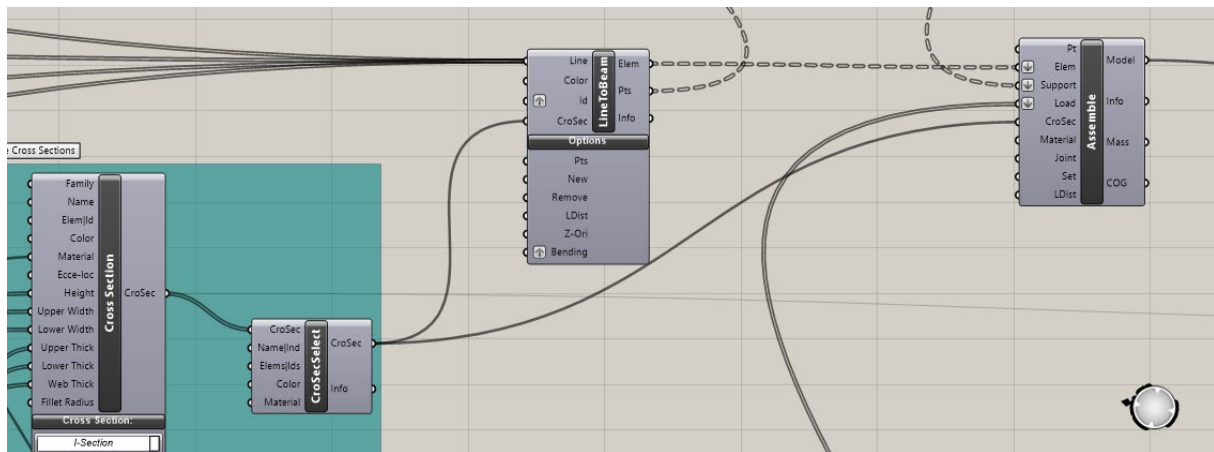 Line
Color
Id
CroSec
LineToBeam
Elem
Pts
Info
Options
Pts
New
Remove
LDist
Z-Ori
Bending
Pt
Elem
Support
Load
CroSec
Material
Joint
Set
LDist
Assemble
Model
Info
Mass
COG
e Cross Sections
Family
Name
Elem|Id
Color
Material
Ecce-loc
Height
Upper Width
Lower Width
Upper Thick
Lower Thick
Web Thick
Fillet Radius
Cross Section
CroSec
Cross Section:
I-Section
CroSec
Name|Ind
Elems|Ids
Color
Material
CroSecSelect
CroSec
Info